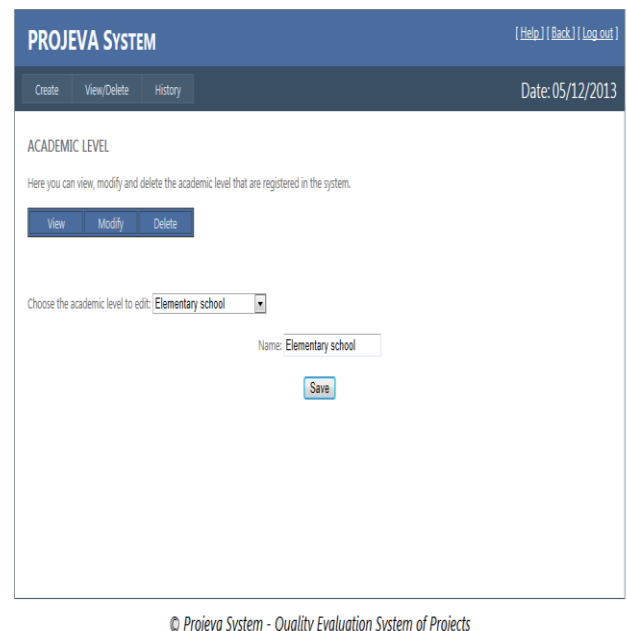 PROJEVA SYSTEM
[ Help ] [ Back ] [ Log out ]
Create View/Delete History
Date: 05/12/2013
ACADEMIC LEVEL
Here you can view, modify and delete the academic level that are registered in the system.
View Modify Delete
Choose the academic level to edit: Elementary school
Name: Elementary school
Save
© Projeva System - Quality Evaluation System of Projects